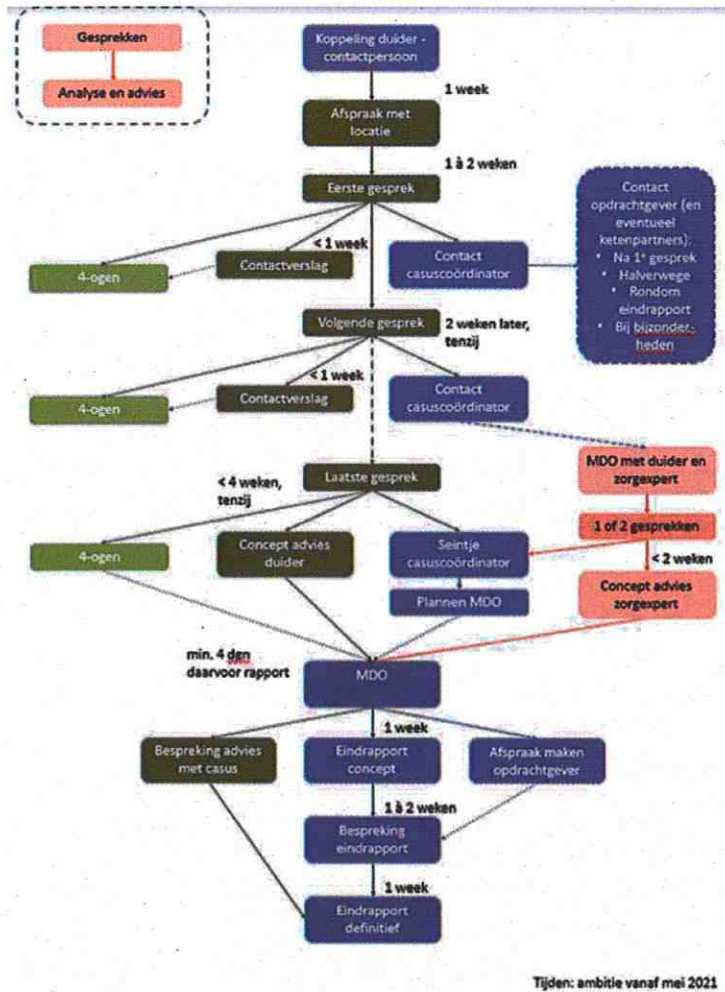 Gesprekken
Analyse en advies
Koppeling duider -
contactpersoon
1 week
Afspraak met
locatie
1 à 2 weken
Eerste gesprek
< 1 week
4-ogen
Contactverslag
Contact
casuscoördinator
Contact
opdrachtgever (en
eventueel
ketenpartners):
• Na 1e gesprek
• Halverwege
• Rondom
eindrapport
• Bij bijzonder-
heden
Volgende gesprek
2 weken later,
tenzij
< 1 week
4-ogen
Contactverslag
Contact
casuscoördinator
MDO met duider en
zorgexpert
Laatste gesprek
< 4 weken,
tenzij
1 of 2 gesprekken
4-ogen
Concept advies
duider
Seintje
casuscoördinator
< 2 weken
Concept advies
zorgexpert
Plannen MDO
min. 4 dgn
daarvoor rapport
MDO
1 week
Bespreking advies
met casus
Eindrapport
concept
Afspraak maken
opdrachtgever
1 à 2 weken
Bespreking
eindrapport
1 week
Eindrapport
definitief
Tijden: ambitie vanaf mei 2021